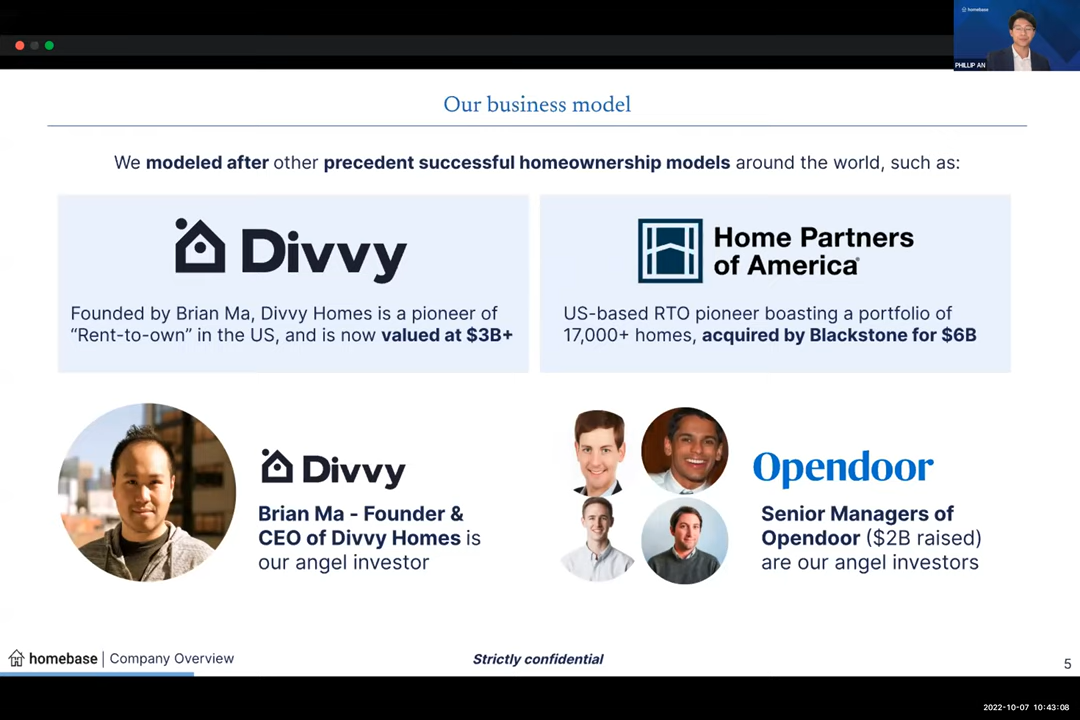 homebase
PHILLIP AN
Our business model
We modeled after other precedent successful homeownership models around the world, such as:
Divvy
Founded by Brian Ma, Divvy Homes is a pioneer of
“Rent-to-own” in the US, and is now valued at $3B+
Home Partners
of America
US-based RTO pioneer boasting a portfolio of
17,000+ homes, acquired by Blackstone for $6B
Divvy
Brian Ma - Founder &
CEO of Divvy Homes is
our angel investor
Opendoor
Senior Managers of
Opendoor ($2B raised)
are our angel investors
homebase | Company Overview
Strictly confidential
5
2022-10-07 10:43:08